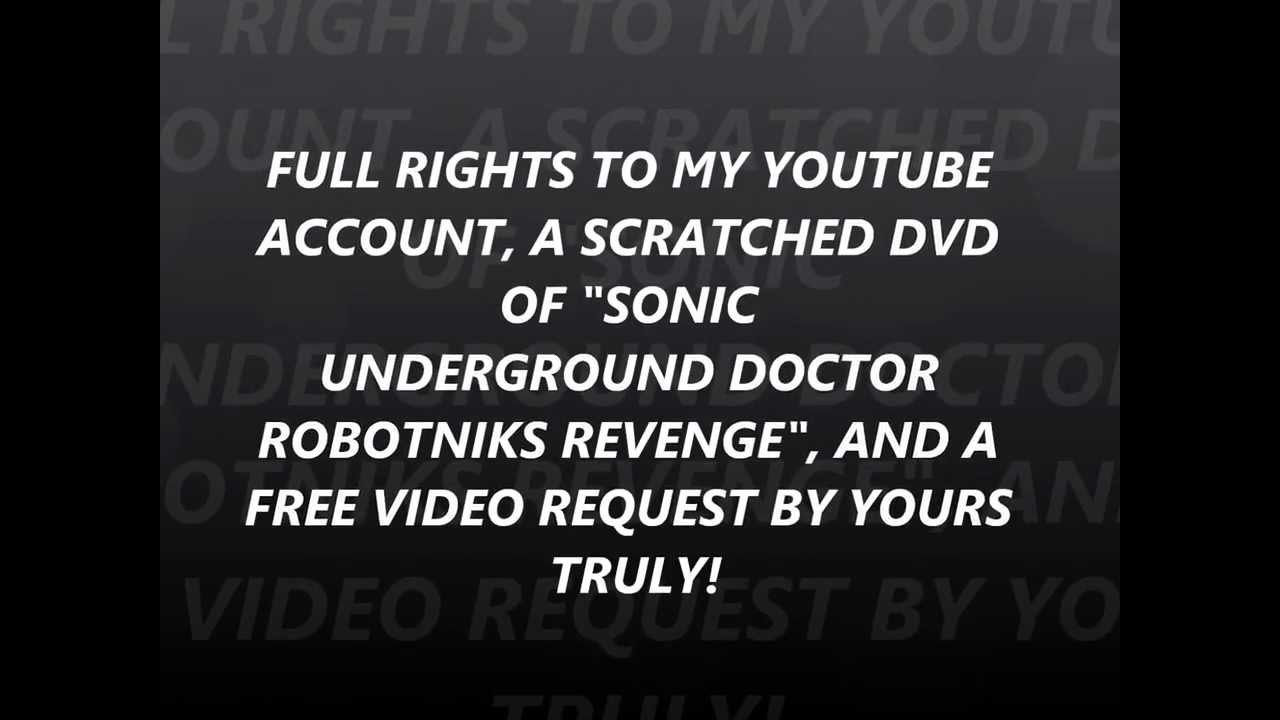 FULL RIGHTS TO MY YOUTUBE
ACCOUNT, A SCRATCHED DVD
OF "SONIC
UNDERGROUND DOCTOR
ROBOTNIKS REVENGE", AND A
FREE VIDEO REQUEST BY YOURS
TRULY!